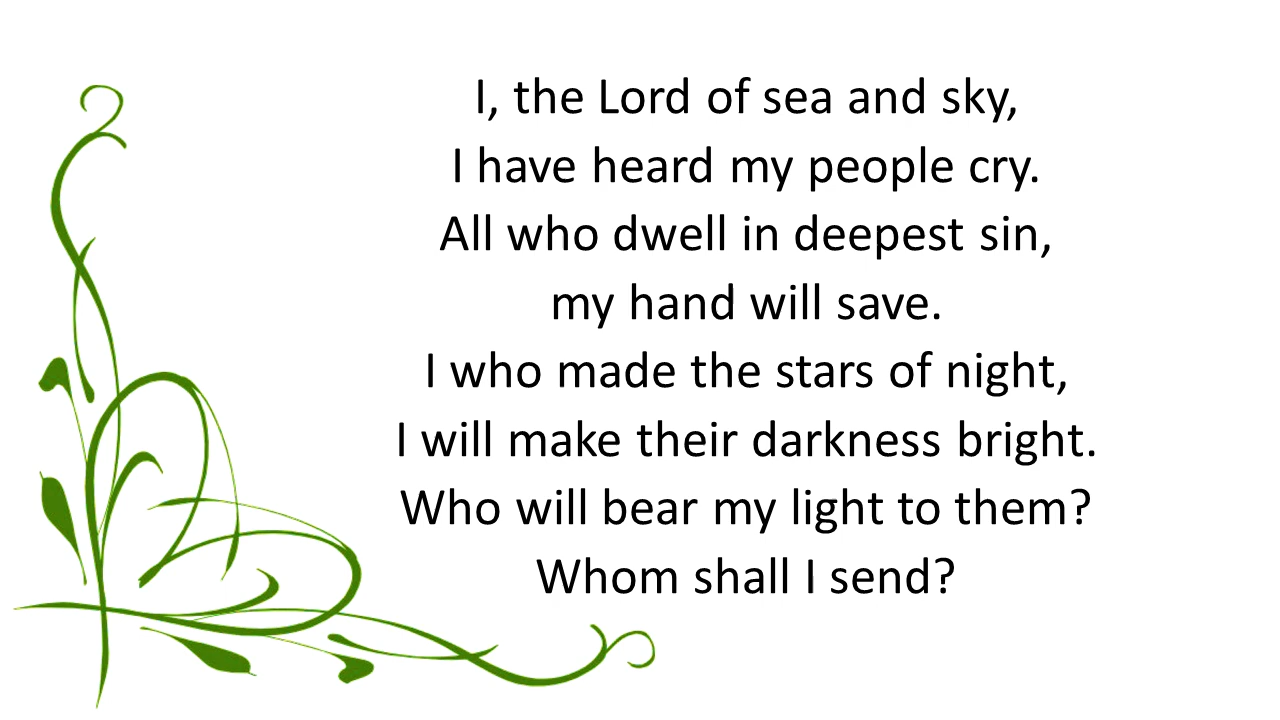 I, the Lord of sea and sky,
I have heard my people cry.
All who dwell in deepest sin,
my hand will save.
I who made the stars of night,
I will make their darkness bright.
Who will bear my light to them?
Whom shall I send?